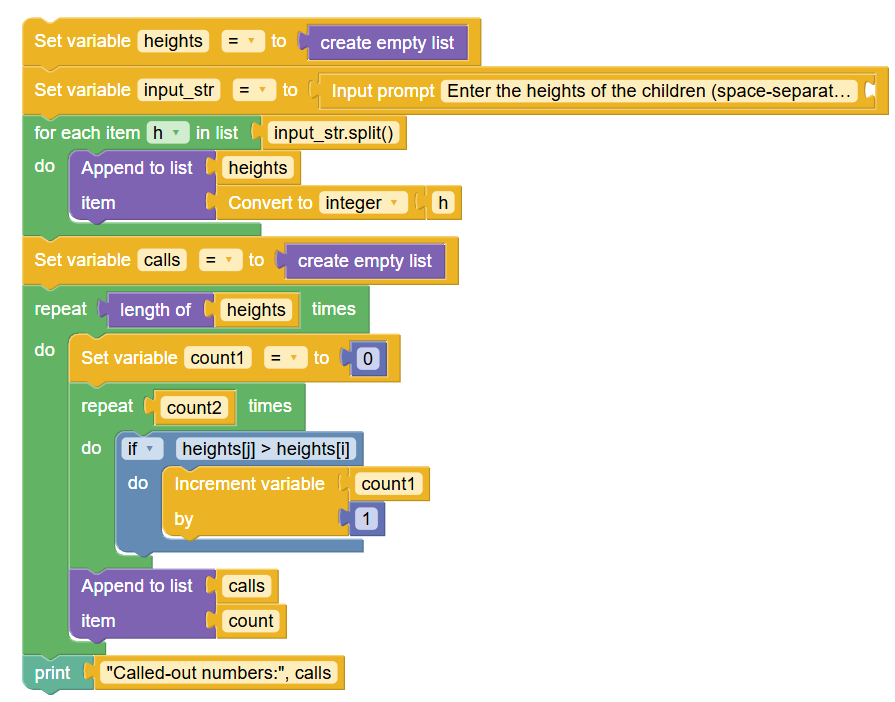 Set variable heights = to create empty list
Set variable input_str = to Input prompt Enter the heights of the children (space-separat...
for each item h in list input_str.split()
do Append to list heights
item Convert to integer h
Set variable calls = to create empty list
repeat length of heights times
do Set variable count1 = to 0
repeat count2 times
do if heights[j] > heights[i]
do Increment variable count1
by 1
Append to list calls
item count
print "Called-out numbers:", calls